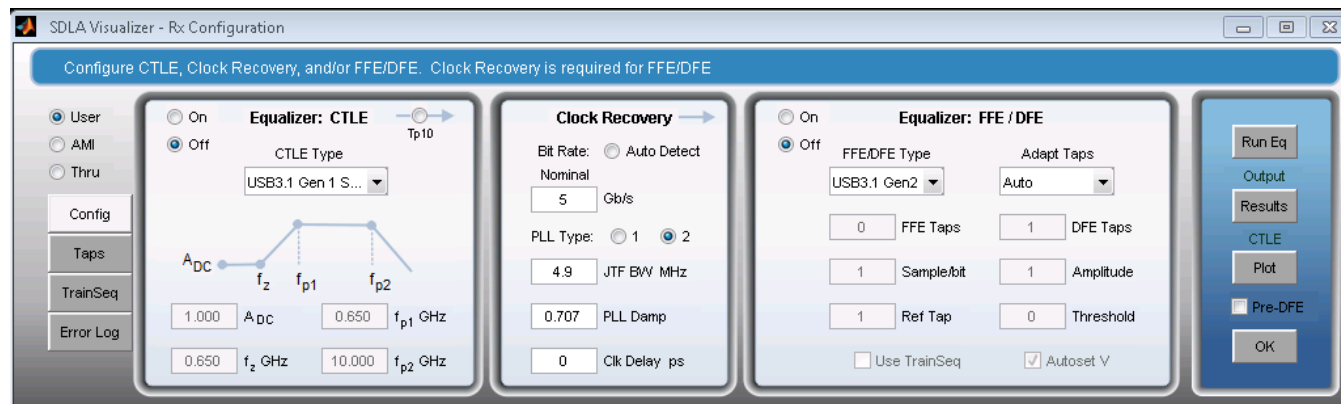 SDLA Visualizer - Rx Configuration
Configure CTLE, Clock Recovery, and/or FFE/DFE. Clock Recovery is required for FFE/DFE
User
AMI
Thru
Config
Taps
TrainSeq
Error Log
On
Off
Equalizer: CTLE
Tp10
CTLE Type
USB3.1 Gen 1 S...
ADC
fz
fp1
fp2
1.000 ADC 0.650 fp1 GHz
0.650 fz GHz 10.000 fp2 GHz
Clock Recovery
Bit Rate: Auto Detect
Nominal
5 Gb/s
PLL Type: 1 2
4.9 JTF BW MHz
0.707 PLL Damp
0 Clk Delay ps
On
Off
Equalizer: FFE / DFE
FFE/DFE Type Adapt Taps
USB3.1 Gen2 Auto
0 FFE Taps 1 DFE Taps
1 Sample/bit 1 Amplitude
1 Ref Tap 0 Threshold
Use TrainSeq Autoset V
Run Eq
Output
Results
CTLE
Plot
Pre-DFE
OK